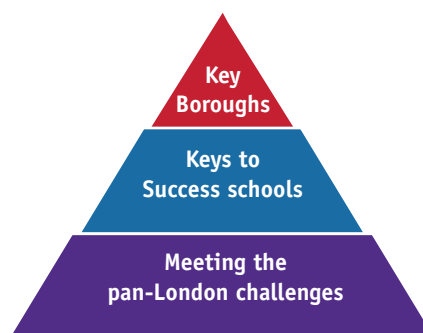 Key
Boroughs
Keys to
Success schools
Meeting the
pan-London challenges